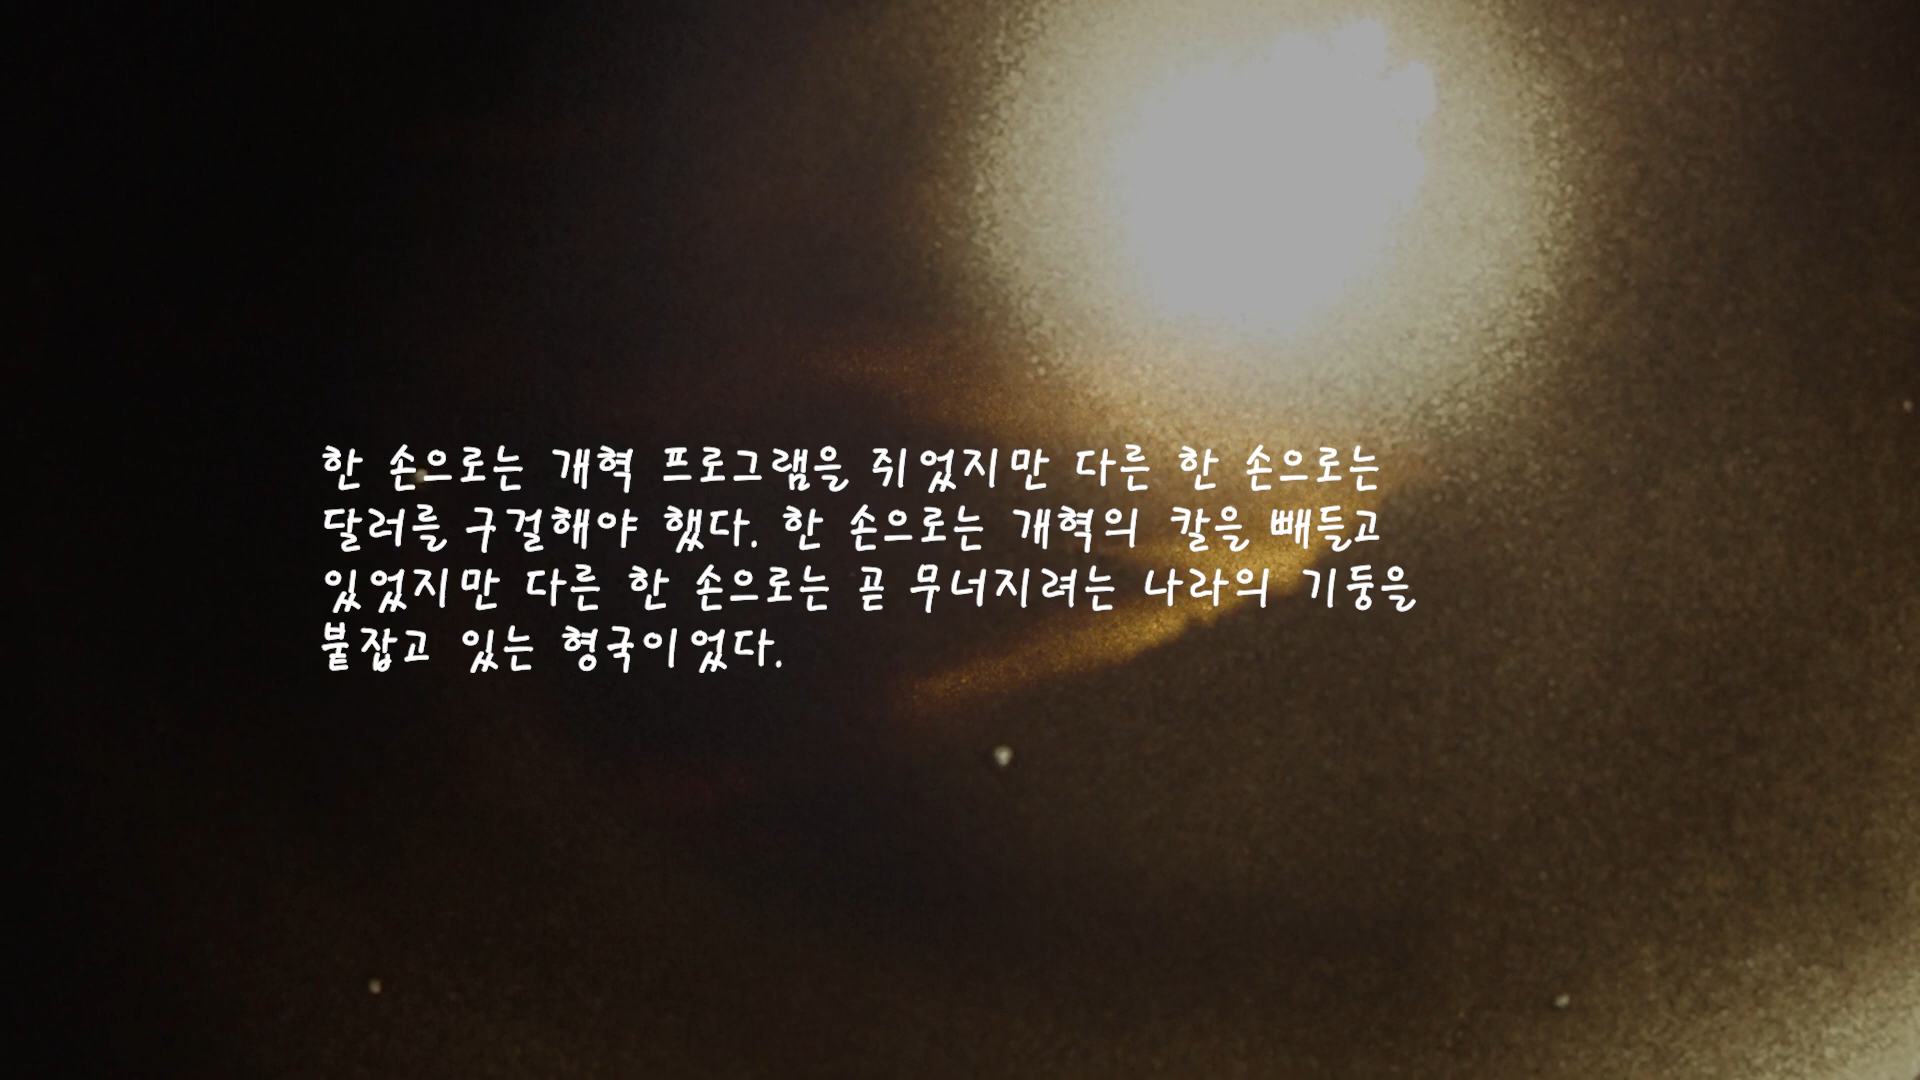 한 손으로는 개혁 프로그램을 쥐었지만 다른 한 손으로는
달러를 구걸해야 했다. 한 손으로는 개혁의 칼을 빼들고
있었지만 다른 한 손으로는 곧 무너지려는 나라의 기둥을
붙잡고 있는 형국이었다.